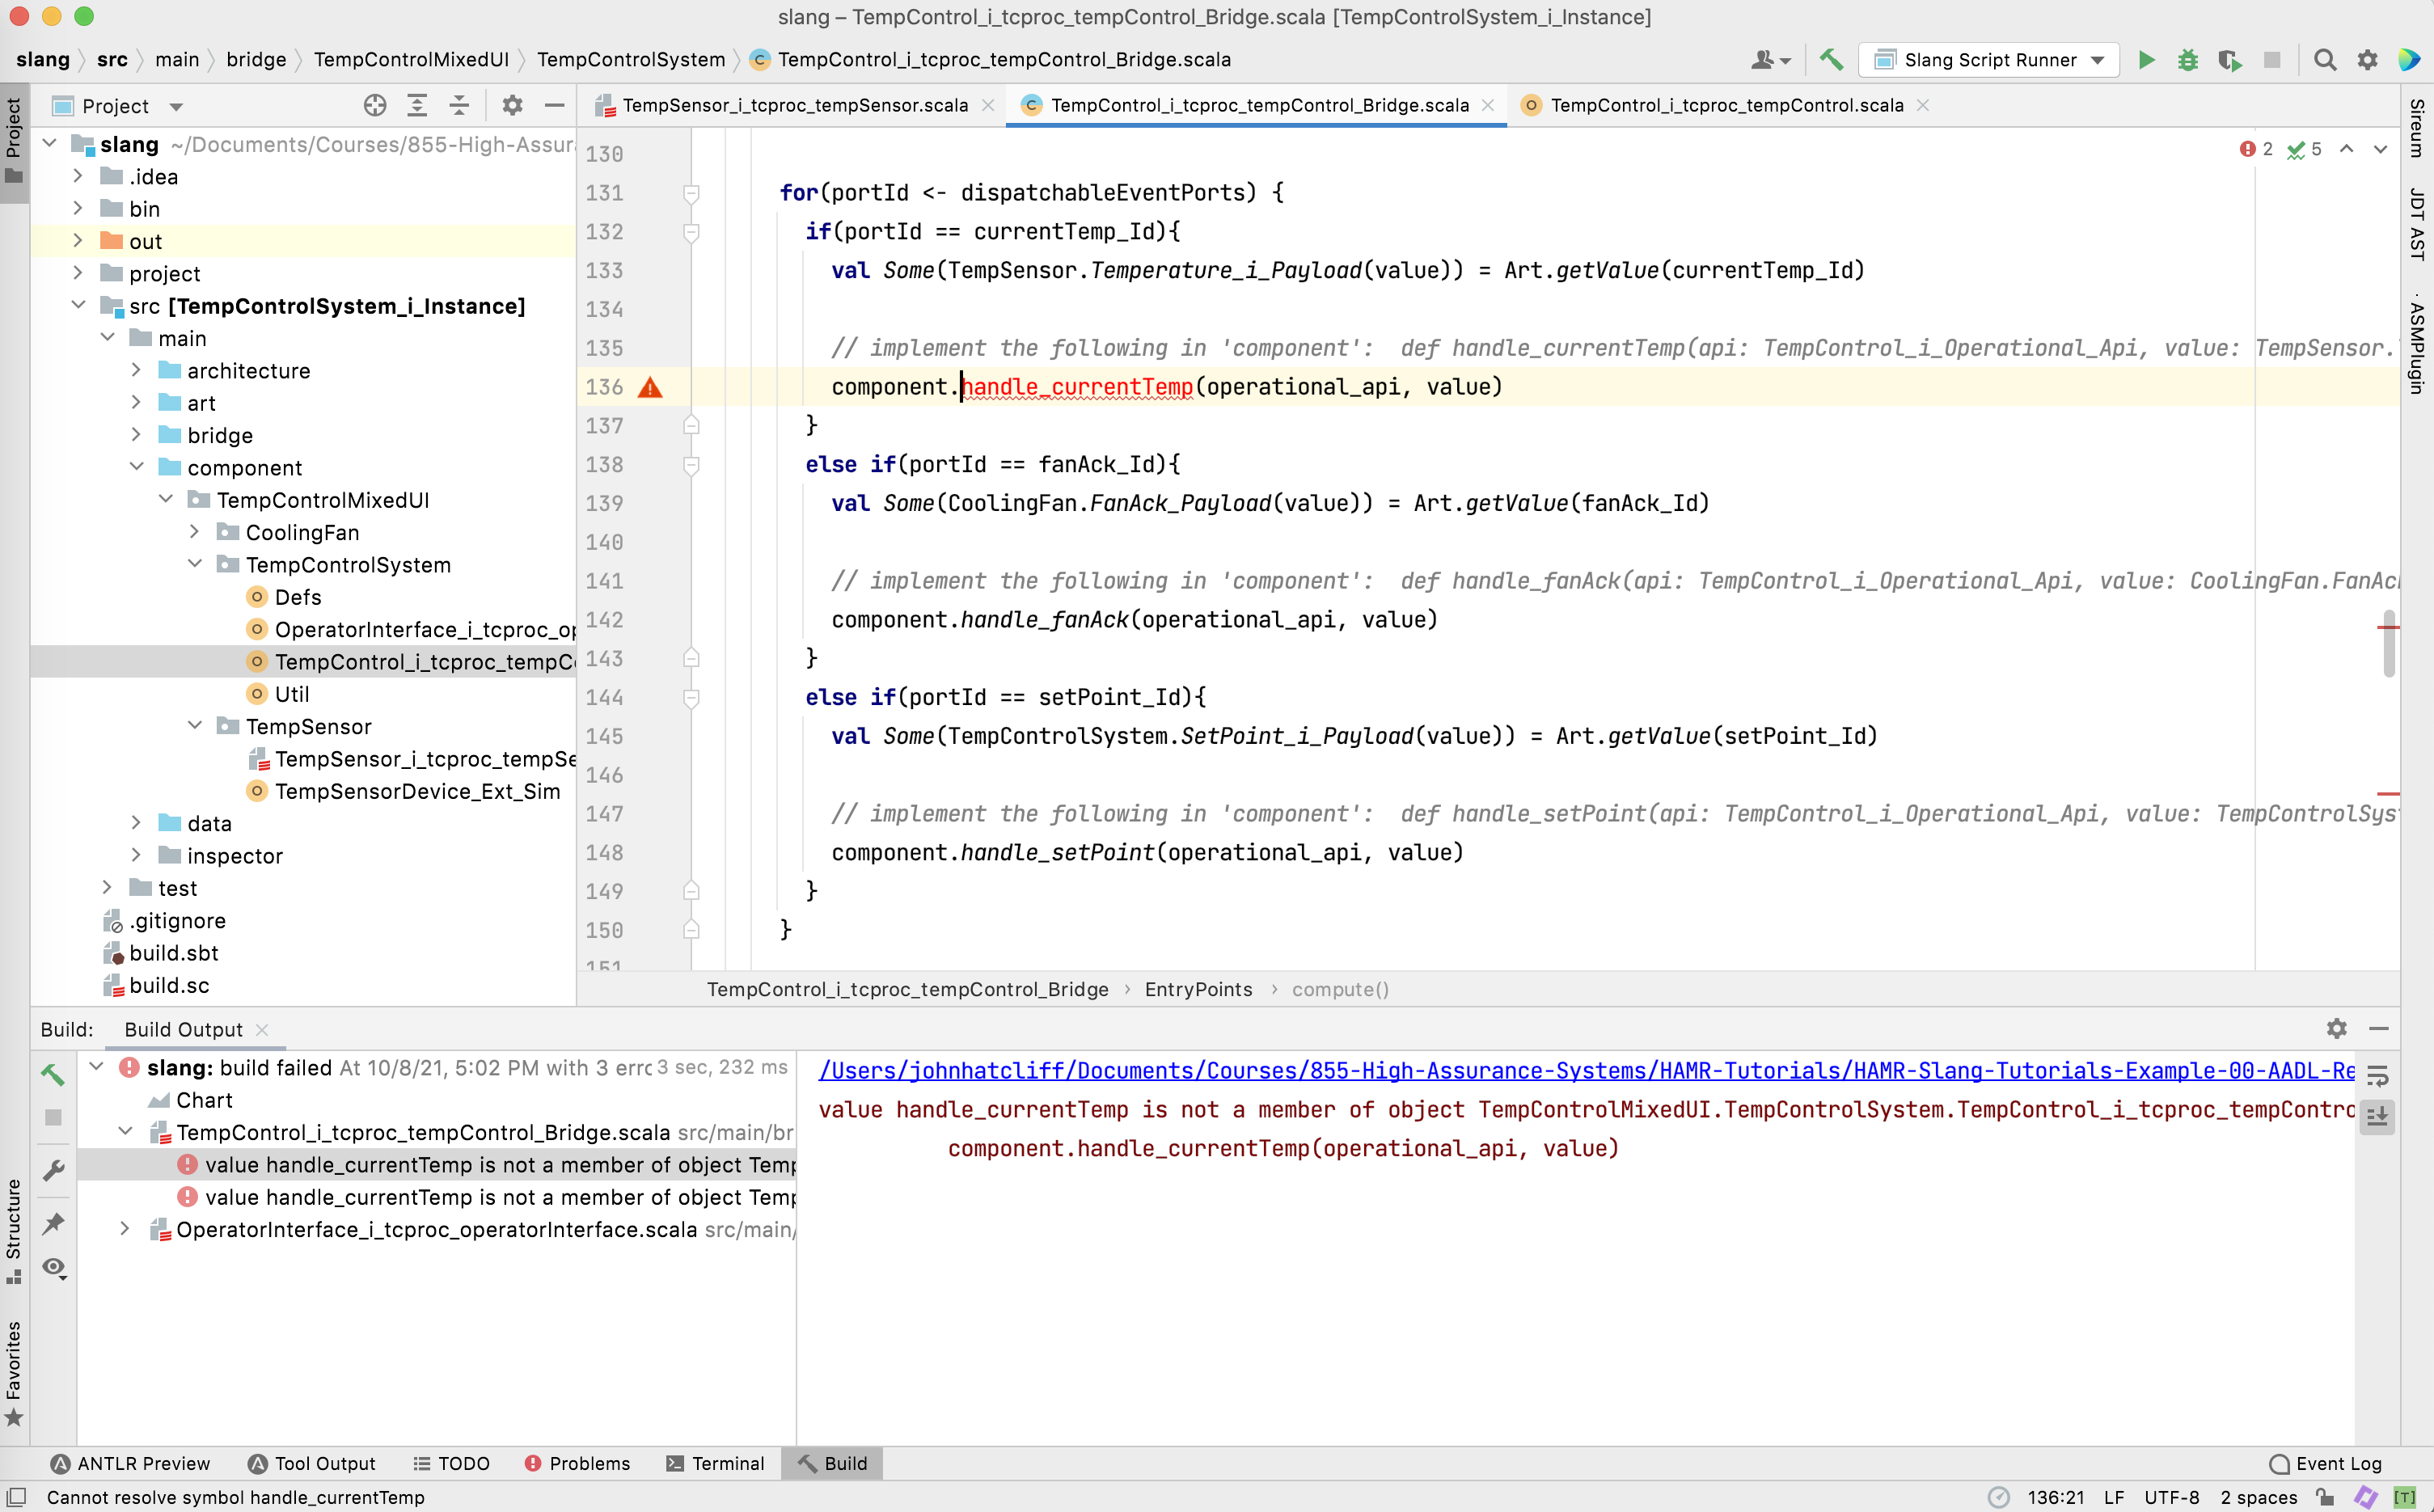 slang – TempControl_i_tcproc_tempControl_Bridge.scala [TempControlSystem_i_Instance]
slang src main bridge TempControlMixedUI TempControlSystem TempControl_i_tcproc_tempControl_Bridge.scala
Slang Script Runner
Project
TempSensor_i_tcproc_tempSensor.scala
TempControl_i_tcproc_tempControl_Bridge.scala
TempControl_i_tcproc_tempControl.scala
Project
Structure
Favorites
Sireum
JDT AST
ASMPlugin
slang ~/Documents/Courses/855-High-Assur
.idea
bin
out
project
src [TempControlSystem_i_Instance]
main
architecture
art
bridge
component
TempControlMixedUI
CoolingFan
TempControlSystem
Defs
OperatorInterface_i_tcproc_op
TempControl_i_tcproc_tempC
Util
TempSensor
TempSensor_i_tcproc_tempSe
TempSensorDevice_Ext_Sim
data
inspector
test
.gitignore
build.sbt
build.sc
2 5
130
131 for(portId <- dispatchableEventPorts) {
132 if(portId == currentTemp_Id){
133 val Some(TempSensor.Temperature_i_Payload(value)) = Art.getValue(currentTemp_Id)
134
135 // implement the following in 'component': def handle_currentTemp(api: TempControl_i_Operational_Api, value: TempSensor.
136 component.handle_currentTemp(operational_api, value)
137 }
138 else if(portId == fanAck_Id){
139 val Some(CoolingFan.FanAck_Payload(value)) = Art.getValue(fanAck_Id)
140
141 // implement the following in 'component': def handle_fanAck(api: TempControl_i_Operational_Api, value: CoolingFan.FanAc
142 component.handle_fanAck(operational_api, value)
143 }
144 else if(portId == setPoint_Id){
145 val Some(TempControlSystem.SetPoint_i_Payload(value)) = Art.getValue(setPoint_Id)
146
147 // implement the following in 'component': def handle_setPoint(api: TempControl_i_Operational_Api, value: TempControlSys
148 component.handle_setPoint(operational_api, value)
149 }
150 }
151
TempControl_i_tcproc_tempControl_Bridge EntryPoints compute()
Build: Build Output
slang: build failed At 10/8/21, 5:02 PM with 3 errc 3 sec, 232 ms
Chart
TempControl_i_tcproc_tempControl_Bridge.scala src/main/br
value handle_currentTemp is not a member of object Temp
value handle_currentTemp is not a member of object Temp
OperatorInterface_i_tcproc_operatorInterface.scala src/main/
/Users/johnhatcliff/Documents/Courses/855-High-Assurance-Systems/HAMR-Tutorials/HAMR-Slang-Tutorials-Example-00-AADL-Re
value handle_currentTemp is not a member of object TempControlMixedUI.TempControlSystem.TempControl_i_tcproc_tempContro
component.handle_currentTemp(operational_api, value)
ANTLR Preview Tool Output TODO Problems Terminal Build Event Log
Cannot resolve symbol handle_currentTemp
136:21 LF UTF-8 2 spaces [T]